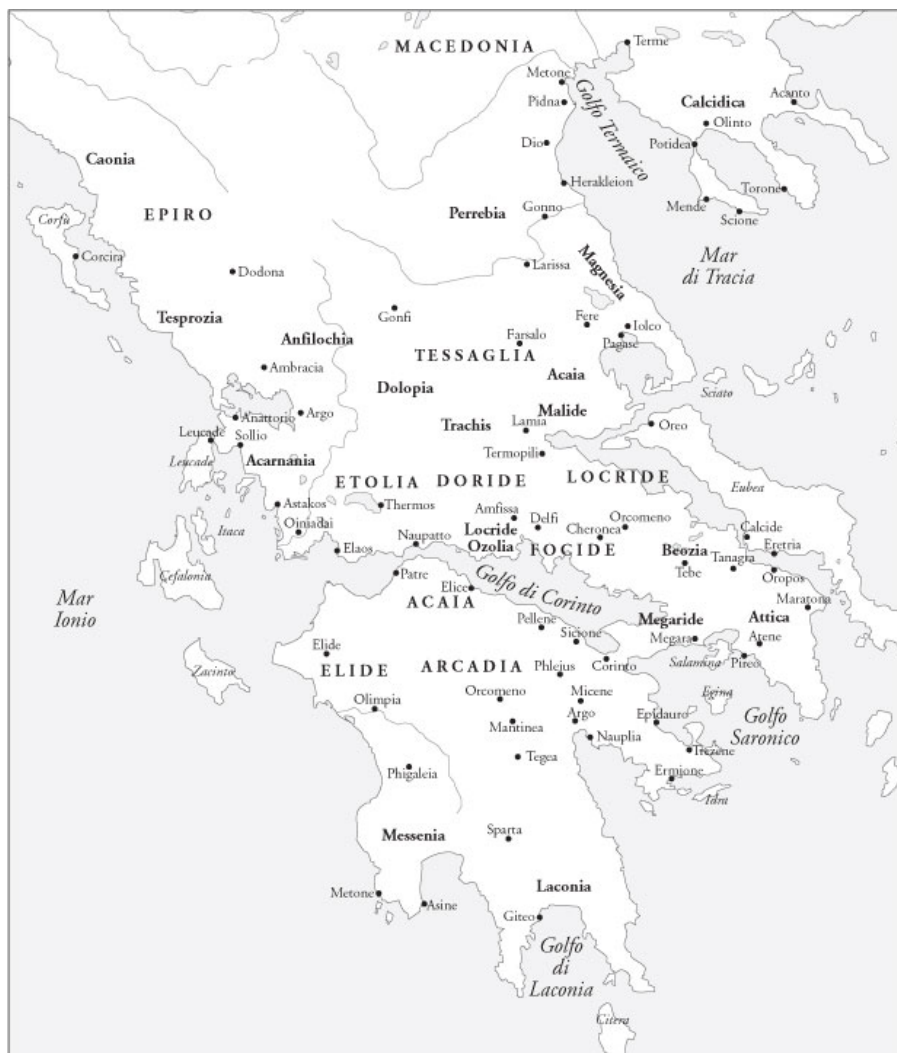 MACEDONIA
Terme
Metone
Pidna
Golfo Termaico
Calcidica
Acanto
Olinto
Dio
Potidea
Caonia
Herakleion
Torone
Mende
Scione
EPIRO
Perrebia
Gonno
Corfù
Corcira
Mar
di Tracia
Dodona
Larissa
Magnesia
Tesprozia
Gonfi
Fere
Iolco
Anfilochia
Farsalo
Pagase
TESSAGLIA
Ambracia
Acaia
Dolopia
Sciato
Anattorio
Argo
Malide
Trachis
Lamia
Oreo
Leucade
Sollio
Leucade
Acarnania
Termopili
ETOLIA
DORIDE
LOCRIDE
Eubea
Astakos
Thermos
Itaca
Oiniadai
Amfissa
Delfi
Orcomeno
Cheronea
Calcide
Naupatto
Locride
Ozolia
FOCIDE
Beozia
Eretria
Elaos
Tanagra
Tebe
Oropos
Cefalonia
Patre
Golfo di Corinto
Elice
Mar
Ionio
ACAIA
Maratona
Pellene
Megaride
Attica
Sicione
Megara
Atene
Elide
Zacinto
ELIDE
ARCADIA
Phlejus
Corinto
Salamina
Pireo
Olimpia
Orcomeno
Micene
Egina
Mantinea
Argo
Epidauro
Golfo
Saronico
Nauplia
Trezene
Tegea
Phigaleia
Ermione
Idra
Messenia
Sparta
Metone
Asine
Laconia
Giteo
Golfo
di
Laconia
Citera